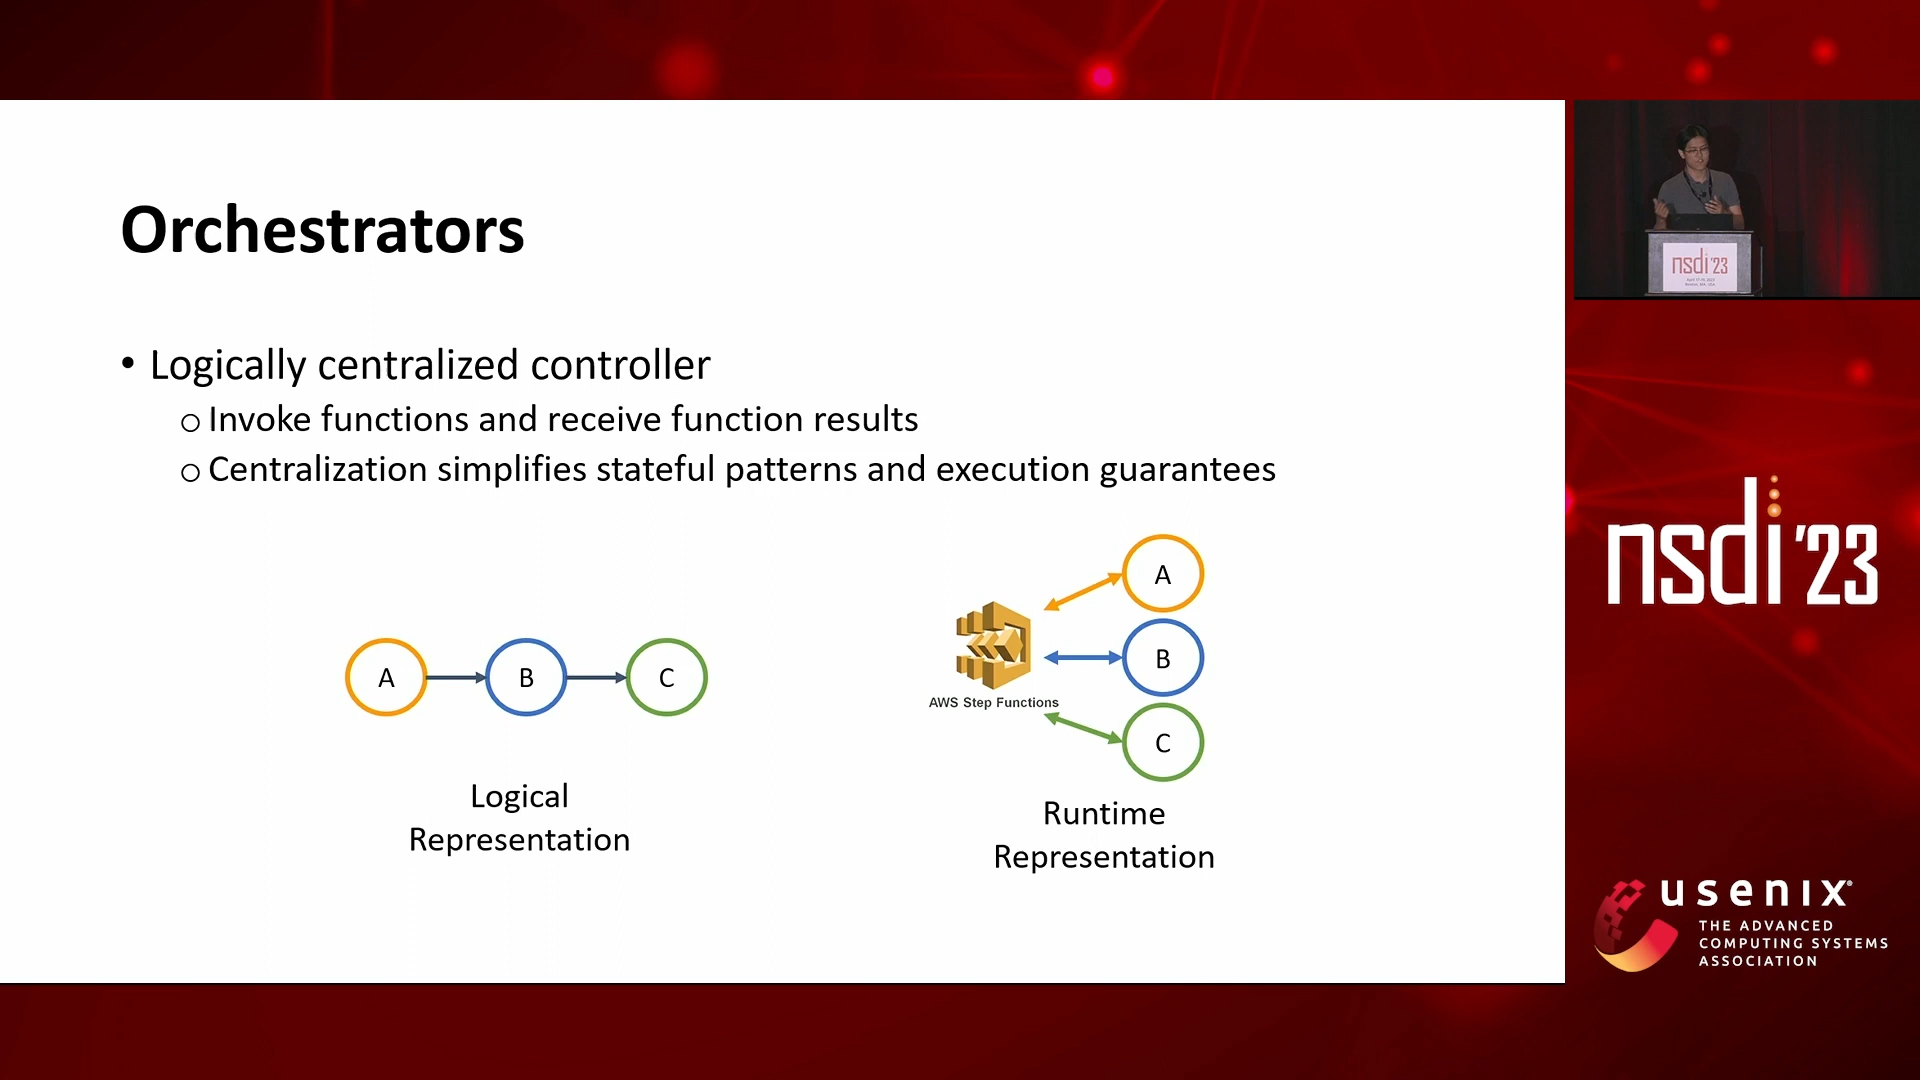 Orchestrators
• Logically centralized controller
o Invoke functions and receive function results
o Centralization simplifies stateful patterns and execution guarantees
A
B
C
Logical
Representation
AWS Step Functions
A
B
C
Runtime
Representation
nsdi'23
nsdi'23
usenix®
THE ADVANCED
COMPUTING SYSTEMS
ASSOCIATION